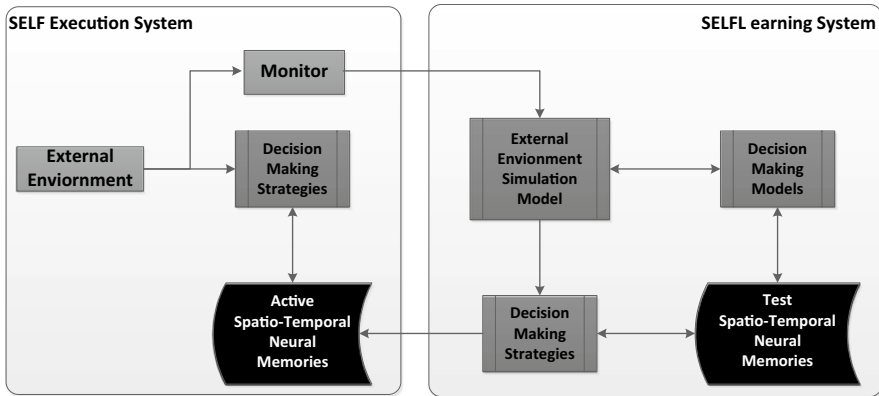 SELF Execution System
Monitor
External
Enviornment
Decision
Making
Strategies
Active
Spatio-Temporal
Neural
Memories
SELFL earning System
External
Envionment
Simulation
Model
Decision
Making
Models
Decision
Making
Strategies
Test
Spatio-Temporal
Neural
Memories